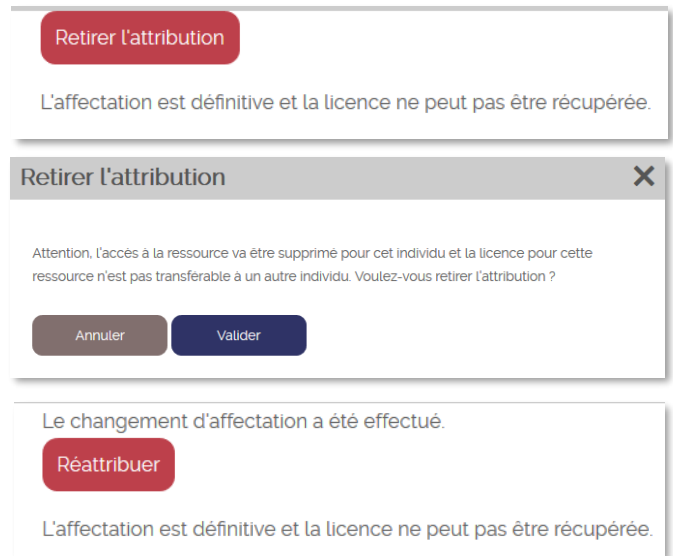 Retirer l'attribution
L'affectation est définitive et la licence ne peut pas être récupérée.
Retirer l'attribution
Attention, l'accès à la ressource va être supprimé pour cet individu et la licence pour cette
ressource n'est pas transférable à un autre individu. Voulez-vous retirer l'attribution ?
Annuler Valider
Le changement d'affectation a été effectué.
Réattribuer
L'affectation est définitive et la licence ne peut pas être récupérée.